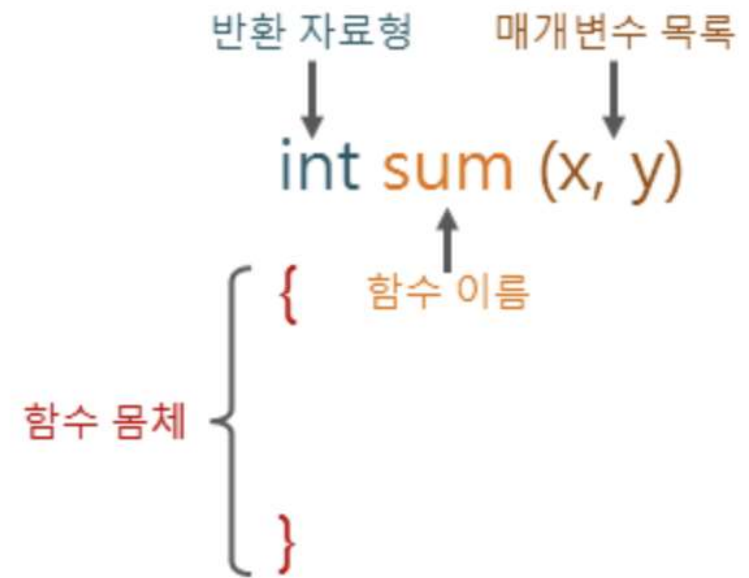 반환 자료형 매개변수 목록
int sum (x, y)
{ 함수 이름
함수 몸체
}